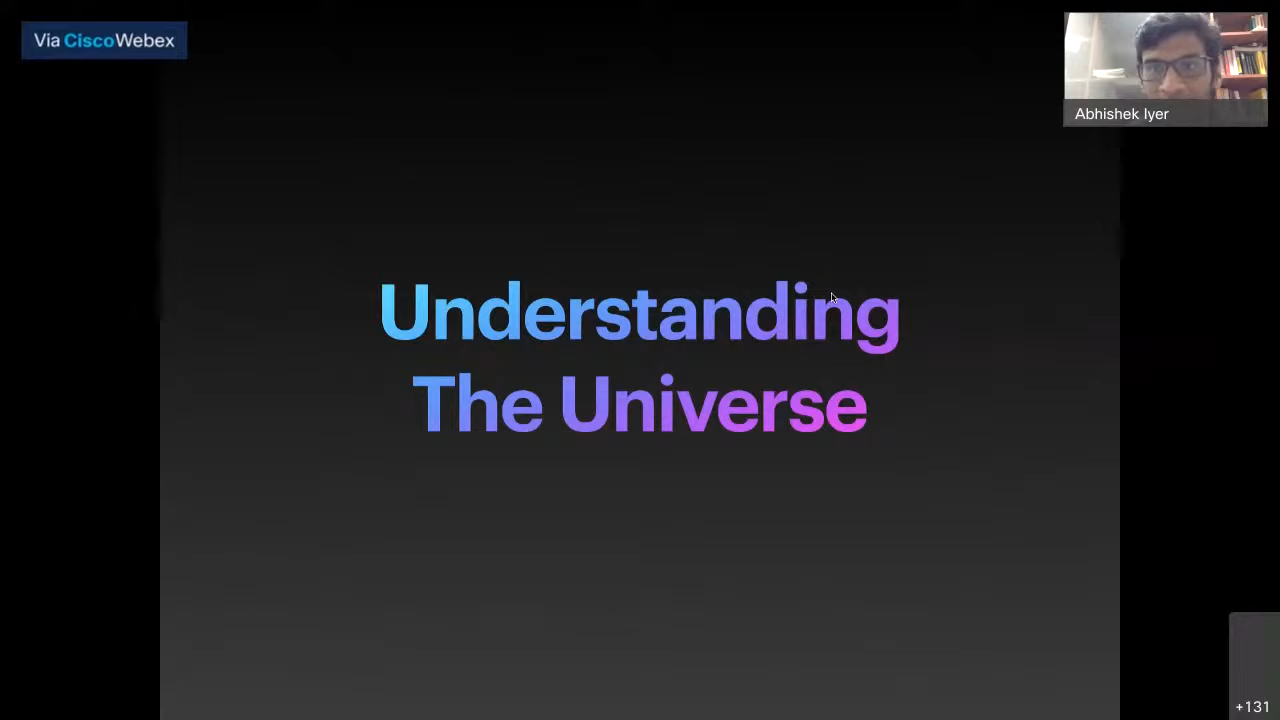 Via CiscoWebex
Abhishek Iyer
Understanding
The Universe
+131